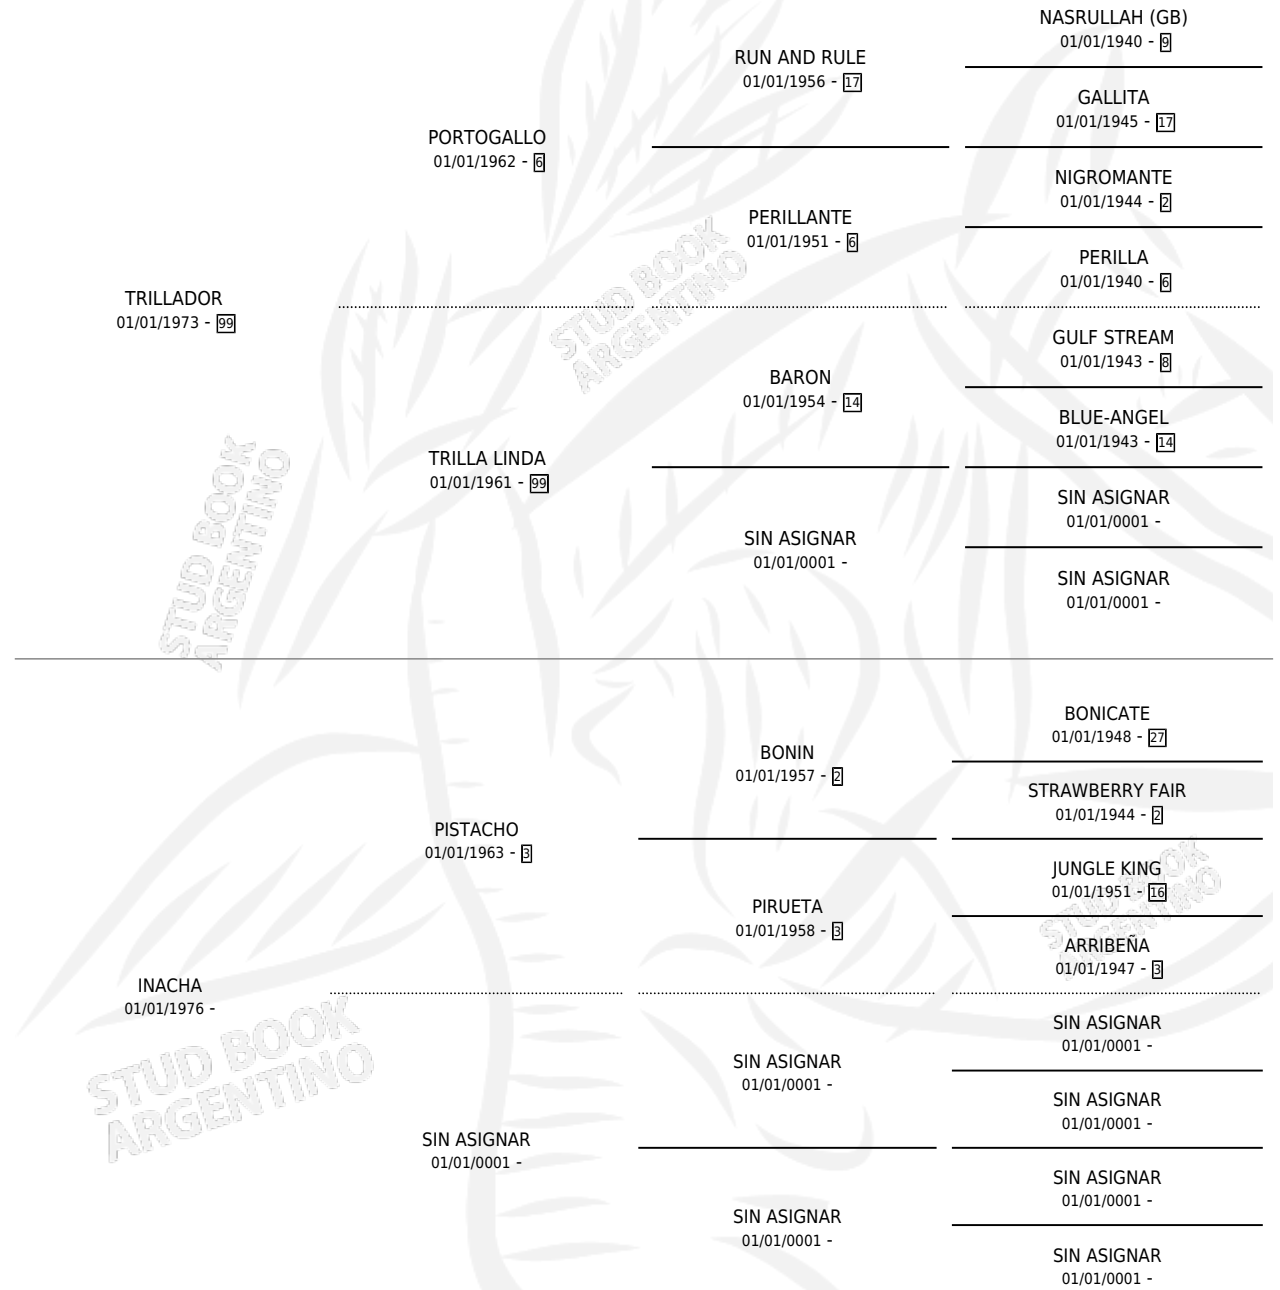 NASRULLAH (GB)
01/01/1940 - 9
RUN AND RULE
01/01/1956 - 17
GALLITA
01/01/1945 - 17
PORTOGALLO
01/01/1962 - 6
NIGROMANTE
01/01/1944 - 2
PERILLANTE
01/01/1951 - 6
PERILLA
01/01/1940 - 6
TRILLADOR
01/01/1973 - 99
GULF STREAM
01/01/1943 - 8
BARON
01/01/1954 - 14
BLUE-ANGEL
01/01/1943 - 14
TRILLA LINDA
01/01/1961 - 99
SIN ASIGNAR
01/01/0001 -
SIN ASIGNAR
01/01/0001 -
SIN ASIGNAR
01/01/0001 -
STUD BOOK
ARGENTINO
STUD BOOK
ARGENTINO
BONICATE
01/01/1948 - 27
BONIN
01/01/1957 - 2
STRAWBERRY FAIR
01/01/1944 - 2
PISTACHO
01/01/1963 - 3
JUNGLE KING
01/01/1951 - 16
PIRUETA
01/01/1958 - 3
ARRIBEÑA
01/01/1947 - 3
INACHA
01/01/1976 -
SIN ASIGNAR
01/01/0001 -
SIN ASIGNAR
01/01/0001 -
SIN ASIGNAR
01/01/0001 -
SIN ASIGNAR
01/01/0001 -
SIN ASIGNAR
01/01/0001 -
SIN ASIGNAR
01/01/0001 -
SIN ASIGNAR
01/01/0001 -
STUD BOOK
ARGENTINO
STUD BOOK
ARGENTINO